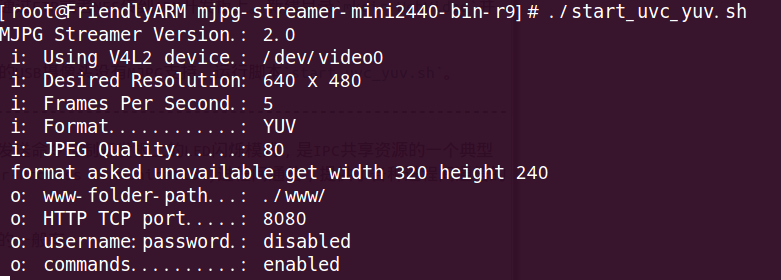 [root@FriendlyARM mjpg-streamer-mini2440-bin-r9]# ./start_uvc_yuv.sh
MJPG Streamer Version.: 2.0
i: Using V4L2 device.: /dev/video0
i: Desired Resolution: 640 x 480
i: Frames Per Second.: 5
i: Format............: YUV
i: JPEG Quality......: 80
format asked unavailable get width 320 height 240
o: www-folder-path...: ./www/
o: HTTP TCP port.....: 8080
o: username:password.: disabled
o: commands..........: enabled